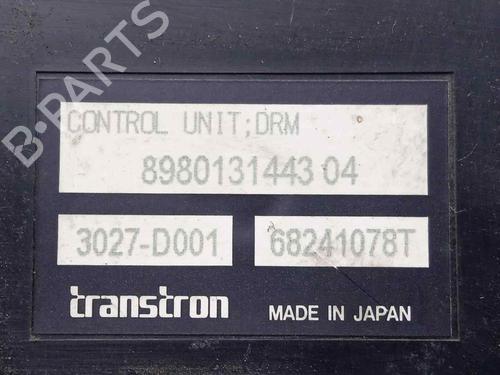 B-PARTS
CONTROL UNIT;DRM
8980131443 04
3027-D001
68241078T
transtron
MADE IN JAPAN